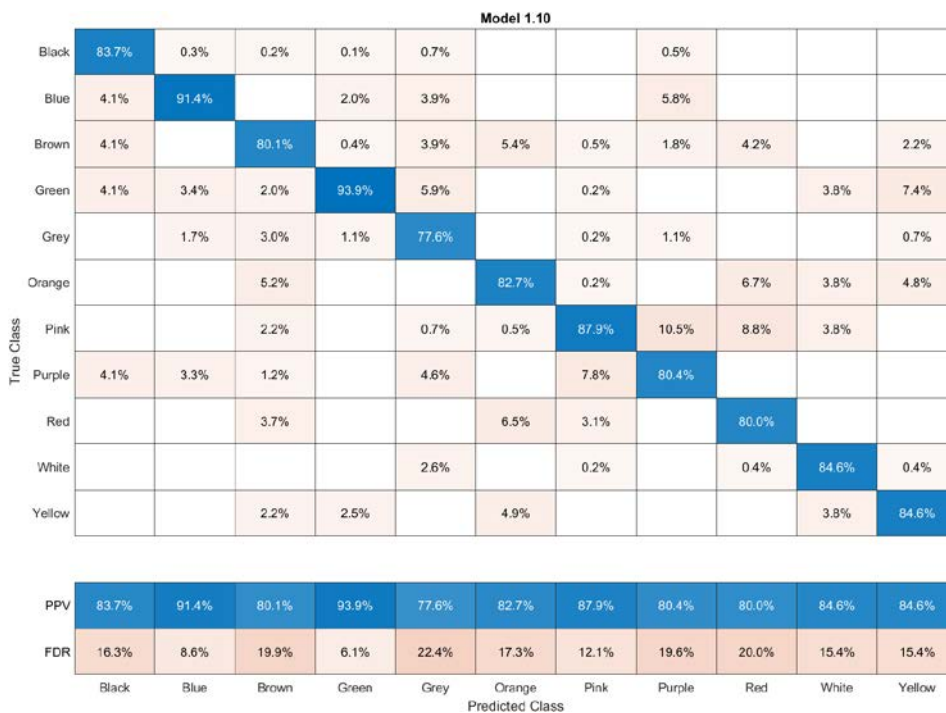 Model 1.10
Black 83.7% 0.3% 0.2% 0.1% 0.7% 0.5%
Blue 4.1% 91.4% 2.0% 3.9% 5.8%
Brown 4.1% 80.1% 0.4% 3.9% 5.4% 0.5% 1.8% 4.2% 2.2%
Green 4.1% 3.4% 2.0% 93.9% 5.9% 0.2% 3.8% 7.4%
Grey 1.7% 3.0% 1.1% 77.6% 0.2% 1.1% 0.7%
Orange 5.2% 82.7% 0.2% 6.7% 3.8% 4.8%
Pink 2.2% 0.7% 0.5% 87.9% 10.5% 8.8% 3.8%
Purple 4.1% 3.3% 1.2% 4.6% 7.8% 80.4%
Red 3.7% 6.5% 3.1% 80.0%
White 2.6% 0.2% 0.4% 84.6% 0.4%
Yellow 2.2% 2.5% 4.9% 3.8% 84.6%
True Class
PPV 83.7% 91.4% 80.1% 93.9% 77.6% 82.7% 87.9% 80.4% 80.0% 84.6% 84.6%
FDR 16.3% 8.6% 19.9% 6.1% 22.4% 17.3% 12.1% 19.6% 20.0% 15.4% 15.4%
Black Blue Brown Green Grey Orange Pink Purple Red White Yellow
Predicted Class